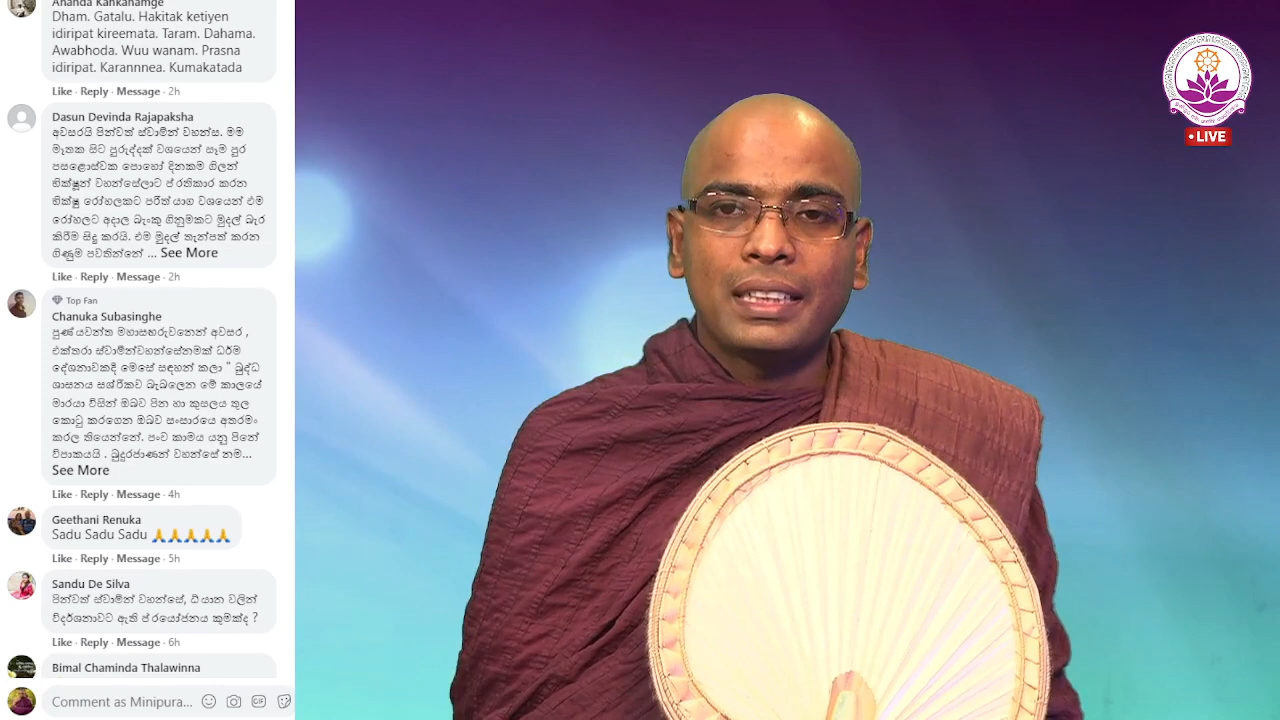 Ananda Kankanamge
Dham. Gatalu. Hakitak ketiyen
idiripat kireemata. Taram. Dahama.
Awabhoda. Wuu wanam. Prasna
idiripat. Karannnea. Kumakatada
Like · Reply · Message · 2h
Dasun Devinda Rajapaksha
අවසරයි පින්වත් ස්වාමීන් වහන්ස. මම
මෑතක සිට පුරුද්දක් වශයෙන් සෑම පුර
පසළොස්වක පොහෝ දිනකම ගිලන්
භික්ෂූන් වහන්සේලාට ප්‍රතිකාර කරන
භික්ෂු රෝහලකට පරිත්‍යාග වශයෙන් එම
රෝහලට අදාල බැංකු ගිනුමකට මුදල් බැර
කිරීම සිදු කරයි. එම මුදල් තැන්පත් කරන
ගිණුම පවතින්නේ ... See More
Like · Reply · Message · 2h
Top Fan
Chanuka Subasinghe
පුණ්‍යවන්ත මහාසඟරුවනෙන් අවසර ,
එක්තරා ස්වාමීන්වහන්සේනමක් ධර්ම
දේශනාවකදී මෙසේ සඳහන් කලා " බුද්ධ
ශාසනය සශ්රීකව බැබලෙන මේ කාලයේ
මාරයා විසින් ඔබව පින හා කුසලය තුල
කොටු කරගෙන ඔබව සංසාරයෙ අතරමං
කරල තියෙන්නේ. පංච කාමය යනු පිනේ
විපාකයයි . බුදුරජාණන් වහන්සේ නම...
See More
Like · Reply · Message · 4h
Geethani Renuka
Sadu Sadu Sadu 🙏🙏🙏🙏🙏
Like · Reply · Message · 5h
Sandu De Silva
පින්වත් ස්වාමීන් වහන්සේ, ධ්‍යාන වලින්
විදර්ශනාවට ඇති ප්‍රයෝජනය කුමක්ද ?
Like · Reply · Message · 6h
Bimal Chaminda Thalawinna
Comment as Minipura...
GIF
• LIVE